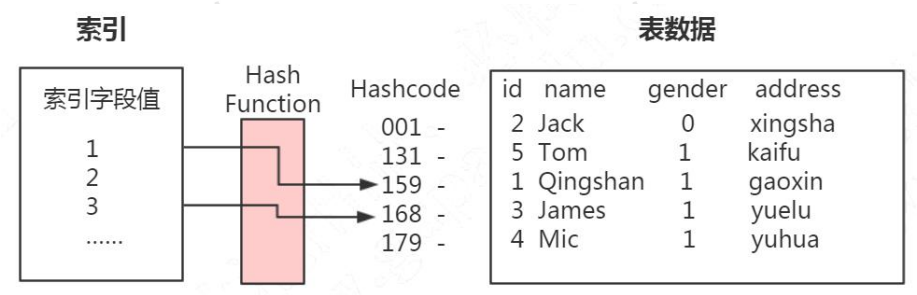 索引
索引字段值
1
2
3
......
Hash
Function
Hashcode
001 -
131 -
159 -
168 -
179 -
表数据
id name gender address
2 Jack 0 xingsha
5 Tom 1 kaifu
1 Qingshan 1 gaoxin
3 James 1 yuelu
4 Mic 1 yuhua